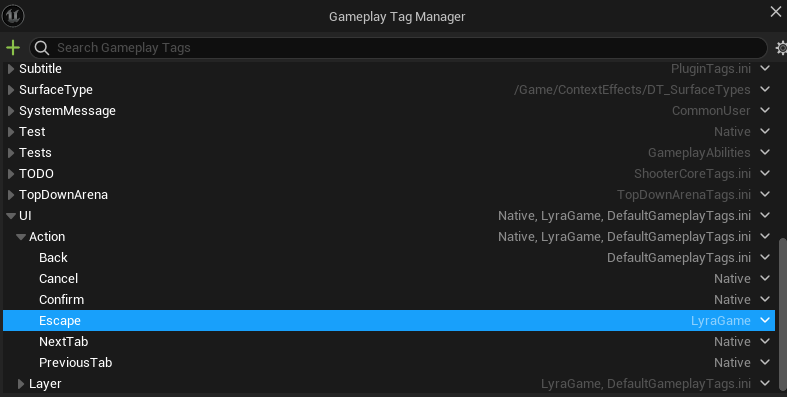 Gameplay Tag Manager
Search Gameplay Tags
Subtitle PluginTags.ini
SurfaceType /Game/ContextEffects/DT_SurfaceTypes
SystemMessage CommonUser
Test Native
Tests GameplayAbilities
TODO ShooterCoreTags.ini
TopDownArena TopDownArenaTags.ini
UI Native, LyraGame, DefaultGameplayTags.ini
Action Native, LyraGame, DefaultGameplayTags.ini
Back DefaultGameplayTags.ini
Cancel Native
Confirm Native
Escape LyraGame
NextTab Native
PreviousTab Native
Layer LyraGame, DefaultGameplayTags.ini